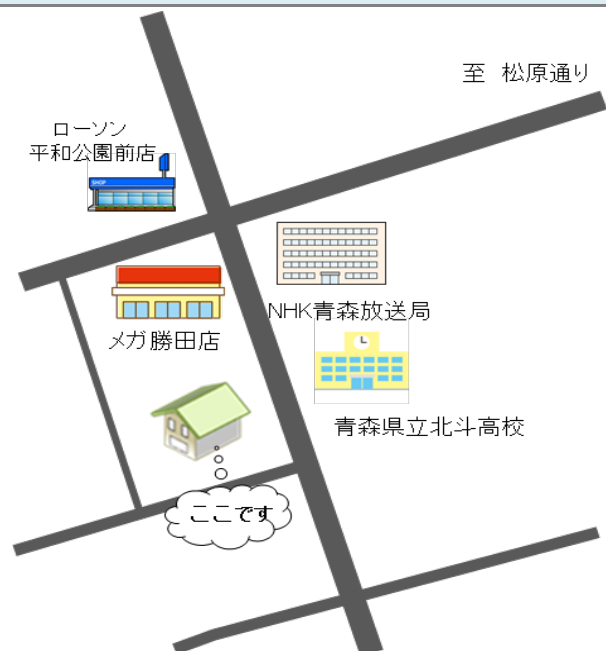 至 松原通り
ローソン
平和公園前店
SHOP
NHK青森放送局
メガ勝田店
青森県立北斗高校
ここです